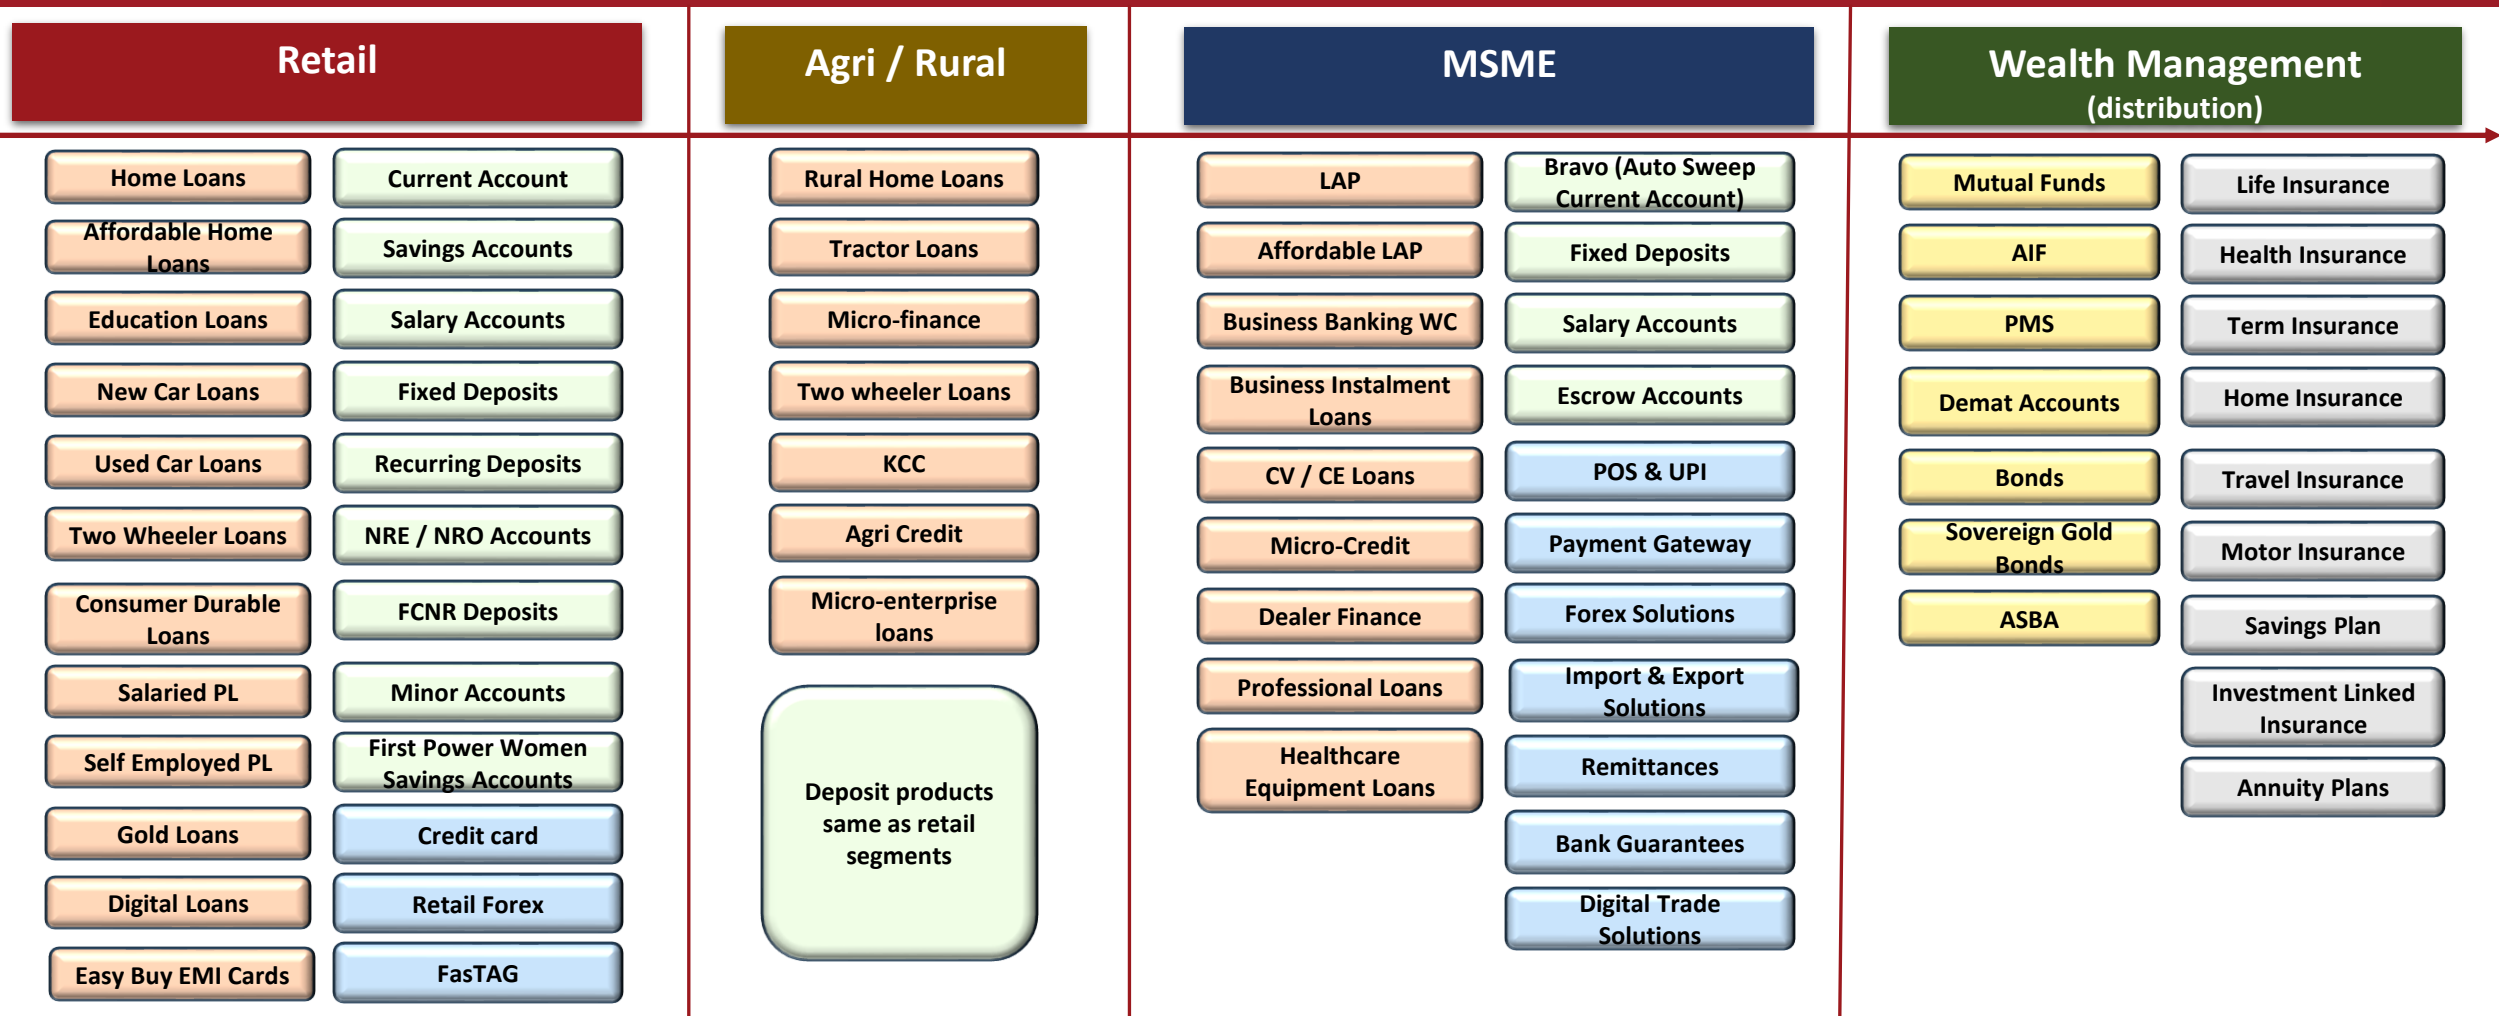 Retail
Home Loans
Affordable Home
Loans
Education Loans
New Car Loans
Used Car Loans
Two Wheeler Loans
Consumer Durable
Loans
Salaried PL
Self Employed PL
Gold Loans
Digital Loans
Easy Buy EMI Cards
Current Account
Savings Accounts
Salary Accounts
Fixed Deposits
Recurring Deposits
NRE / NRO Accounts
FCNR Deposits
Minor Accounts
First Power Women
Savings Accounts
Credit card
Retail Forex
FasTAG
Agri / Rural
Rural Home Loans
Tractor Loans
Micro-finance
Two wheeler Loans
KCC
Agri Credit
Micro-enterprise
loans
Deposit products
same as retail
segments
MSME
LAP
Affordable LAP
Business Banking WC
Business Instalment
Loans
CV / CE Loans
Micro-Credit
Dealer Finance
Professional Loans
Healthcare
Equipment Loans
Bravo (Auto Sweep
Current Account)
Fixed Deposits
Salary Accounts
Escrow Accounts
POS & UPI
Payment Gateway
Forex Solutions
Import & Export
Solutions
Remittances
Bank Guarantees
Digital Trade
Solutions
Wealth Management
(distribution)
Mutual Funds
AIF
PMS
Demat Accounts
Bonds
Sovereign Gold
Bonds
ASBA
Life Insurance
Health Insurance
Term Insurance
Home Insurance
Travel Insurance
Motor Insurance
Savings Plan
Investment Linked
Insurance
Annuity Plans